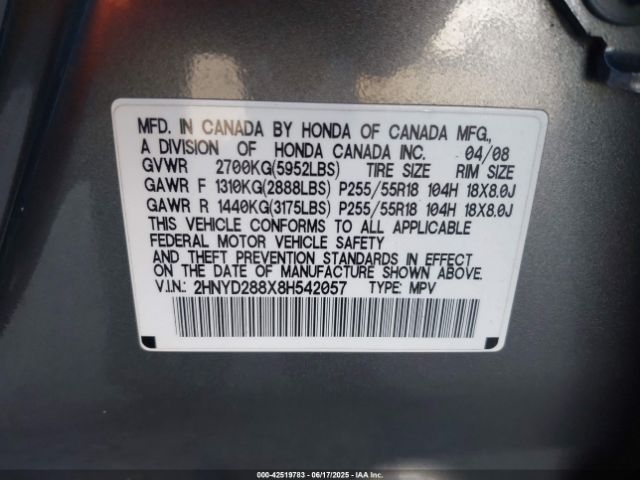 MFD. IN CANADA BY HONDA OF CANADA MFG.,
A DIVISION OF HONDA CANADA INC. 04/08
GVWR 2700KG(5952LBS) TIRE SIZE RIM SIZE
GAWR F 1310KG(2888LBS) P255/55R18 104H 18X8.0J
GAWR R 1440KG(3175LBS) P255/55R18 104H 18X8.0J
THIS VEHICLE CONFORMS TO ALL APPLICABLE
FEDERAL MOTOR VEHICLE SAFETY
AND THEFT PREVENTION STANDARDS IN EFFECT
ON THE DATE OF MANUFACTURE SHOWN ABOVE.
V.I.N.: 2HNYD288X8H542057 TYPE: MPV
000-42519783 - 06/17/2025 - IAAI.COM